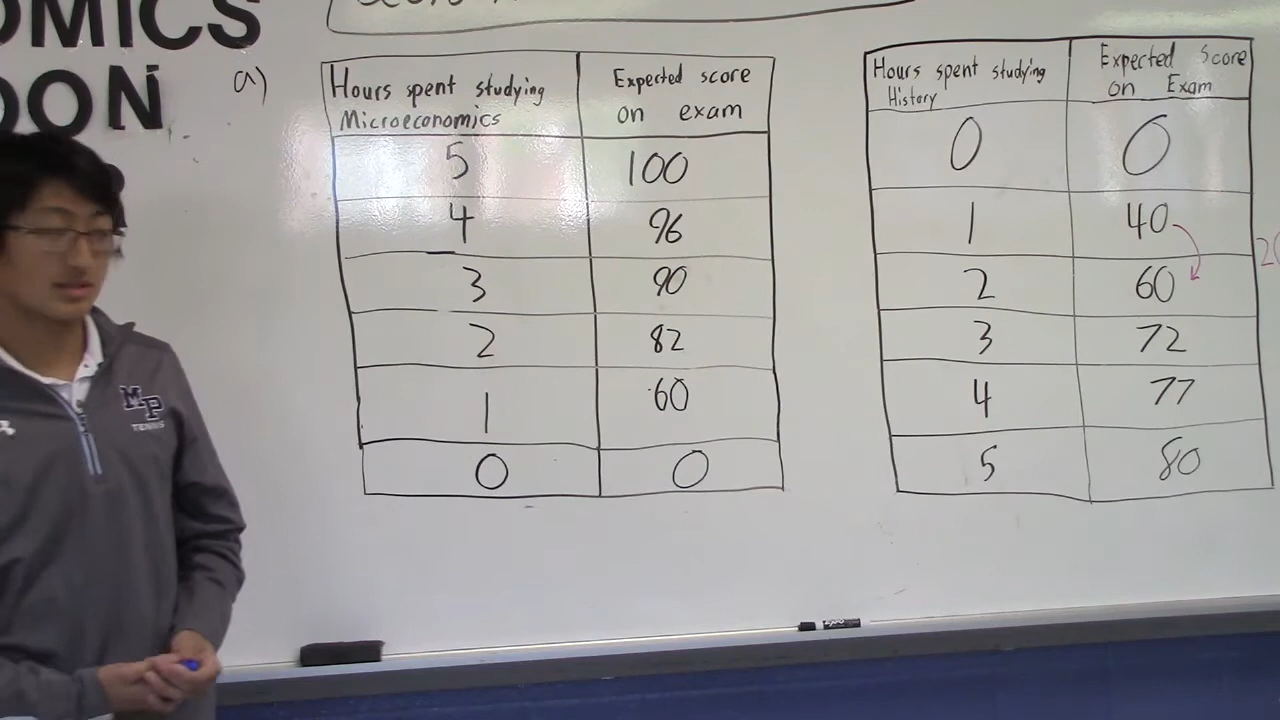 OMICS
DON
a)
Hours spent studying Microeconomics | Expected score on exam
5 | 100
4 | 96
3 | 90
2 | 82
1 | 60
0 | 0
Hours spent studying History | Expected Score on Exam
0 | 0
1 | 40
2 | 60
3 | 72
4 | 77
5 | 80
MP
TENNIS